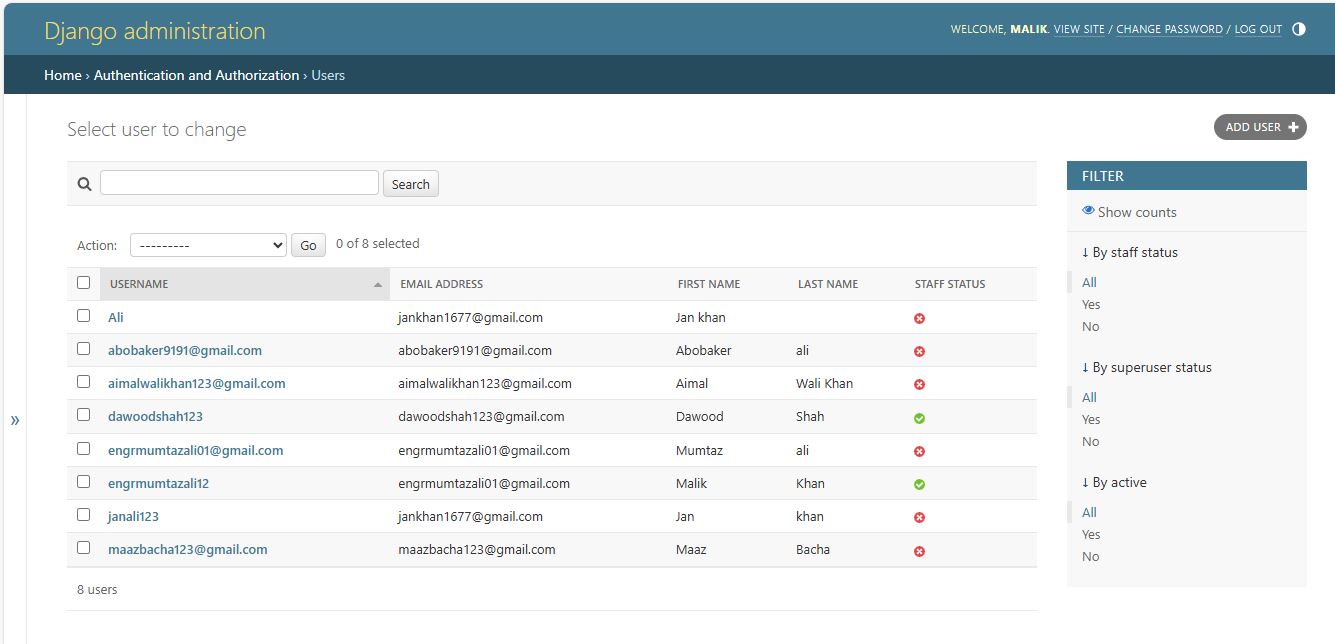 Django administration
WELCOME, MALIK. VIEW SITE / CHANGE PASSWORD / LOG OUT
Home › Authentication and Authorization › Users
Select user to change
ADD USER +
Search
Action: --------- Go 0 of 8 selected
USERNAME EMAIL ADDRESS FIRST NAME LAST NAME STAFF STATUS
Ali jankhan1677@gmail.com Jan khan
abobaker9191@gmail.com abobaker9191@gmail.com Abobaker ali
aimalwalikhan123@gmail.com aimalwalikhan123@gmail.com Aimal Wali Khan
dawoodshah123 dawoodshah123@gmail.com Dawood Shah
engrmumtazali01@gmail.com engrmumtazali01@gmail.com Mumtaz ali
engrmumtazali12 engrmumtazali01@gmail.com Malik Khan
janali123 jankhan1677@gmail.com Jan khan
maazbacha123@gmail.com maazbacha123@gmail.com Maaz Bacha
8 users
»
FILTER
Show counts
↓ By staff status
All
Yes
No
↓ By superuser status
All
Yes
No
↓ By active
All
Yes
No